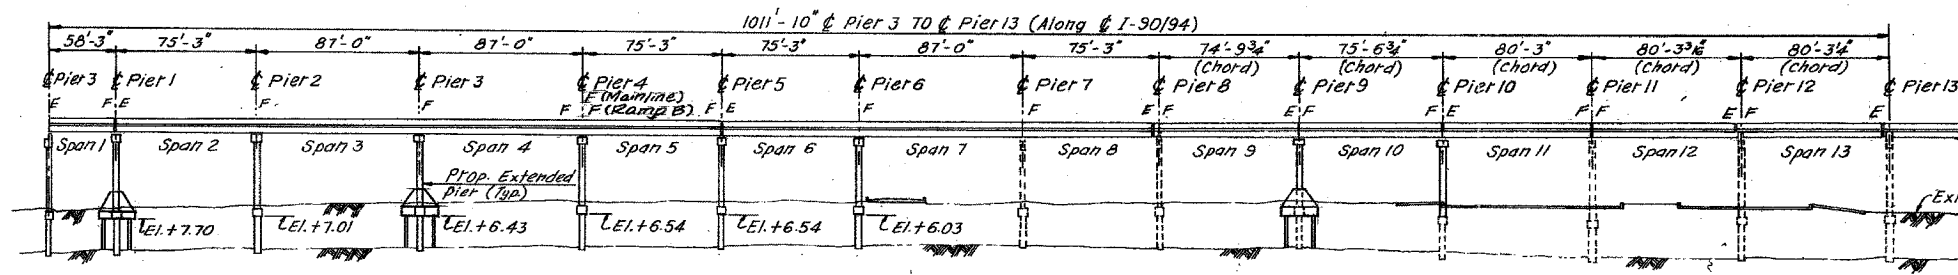 1011'-10" ℄ Pier 3 TO ℄ Pier 13 (Along ℄ I-90/94)
58'-3" 75'-3" 87'-0" 87'-0" 75'-3" 75'-3" 87'-0" 75'-3" 74'-9¾" 75'-6¾" 80'-3" 80'-3 3/16" 80'-3¼"
(Chord) (Chord) (Chord) (Chord) (Chord)
℄ Pier 3 ℄ Pier 1 ℄ Pier 2 ℄ Pier 3 ℄ Pier 4 ℄ Pier 5 ℄ Pier 6 ℄ Pier 7 ℄ Pier 8 ℄ Pier 9 ℄ Pier 10 ℄ Pier 11 ℄ Pier 12 ℄ Pier 13
F (Mainline)
E F E F F F F (Ramp B) F E F F E F E F F E F F E F E
Span 1 Span 2 Span 3 Span 4 Span 5 Span 6 Span 7 Span 8 Span 9 Span 10 Span 11 Span 12 Span 13
Prop. Extended
Pier (Typ.)
El. +7.70 El. +7.01 El. +6.43 El. +6.54 El. +6.54 El. +6.03